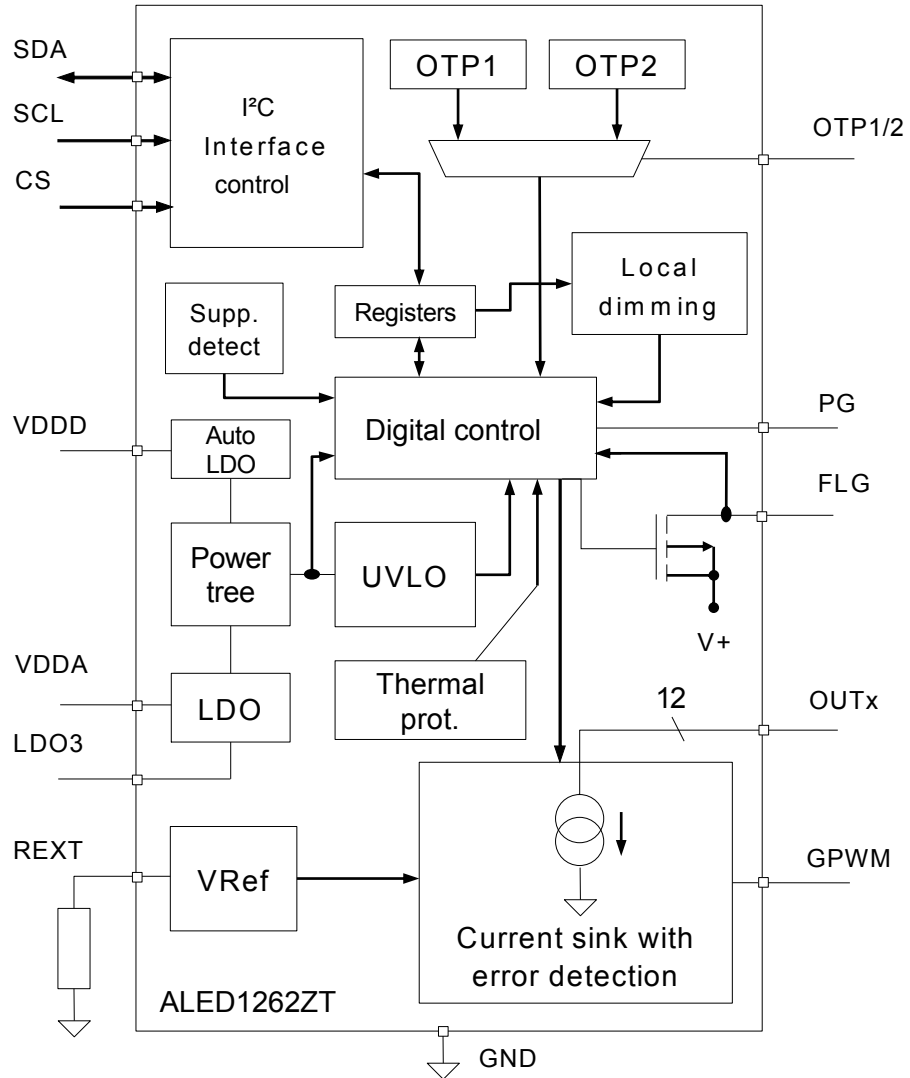 SDA
SCL
CS
I²C
Interface
control
OTP1
OTP2
OTP1/2
Local
dimming
Registers
Supp.
detect
VDDD
Auto
LDO
Digital control
PG
FLG
Power
tree
UVLO
V+
VDDA
LDO
LDO3
Thermal
prot.
12
OUTx
REXT
VRef
GPWM
Current sink with
error detection
ALED1262ZT
GND